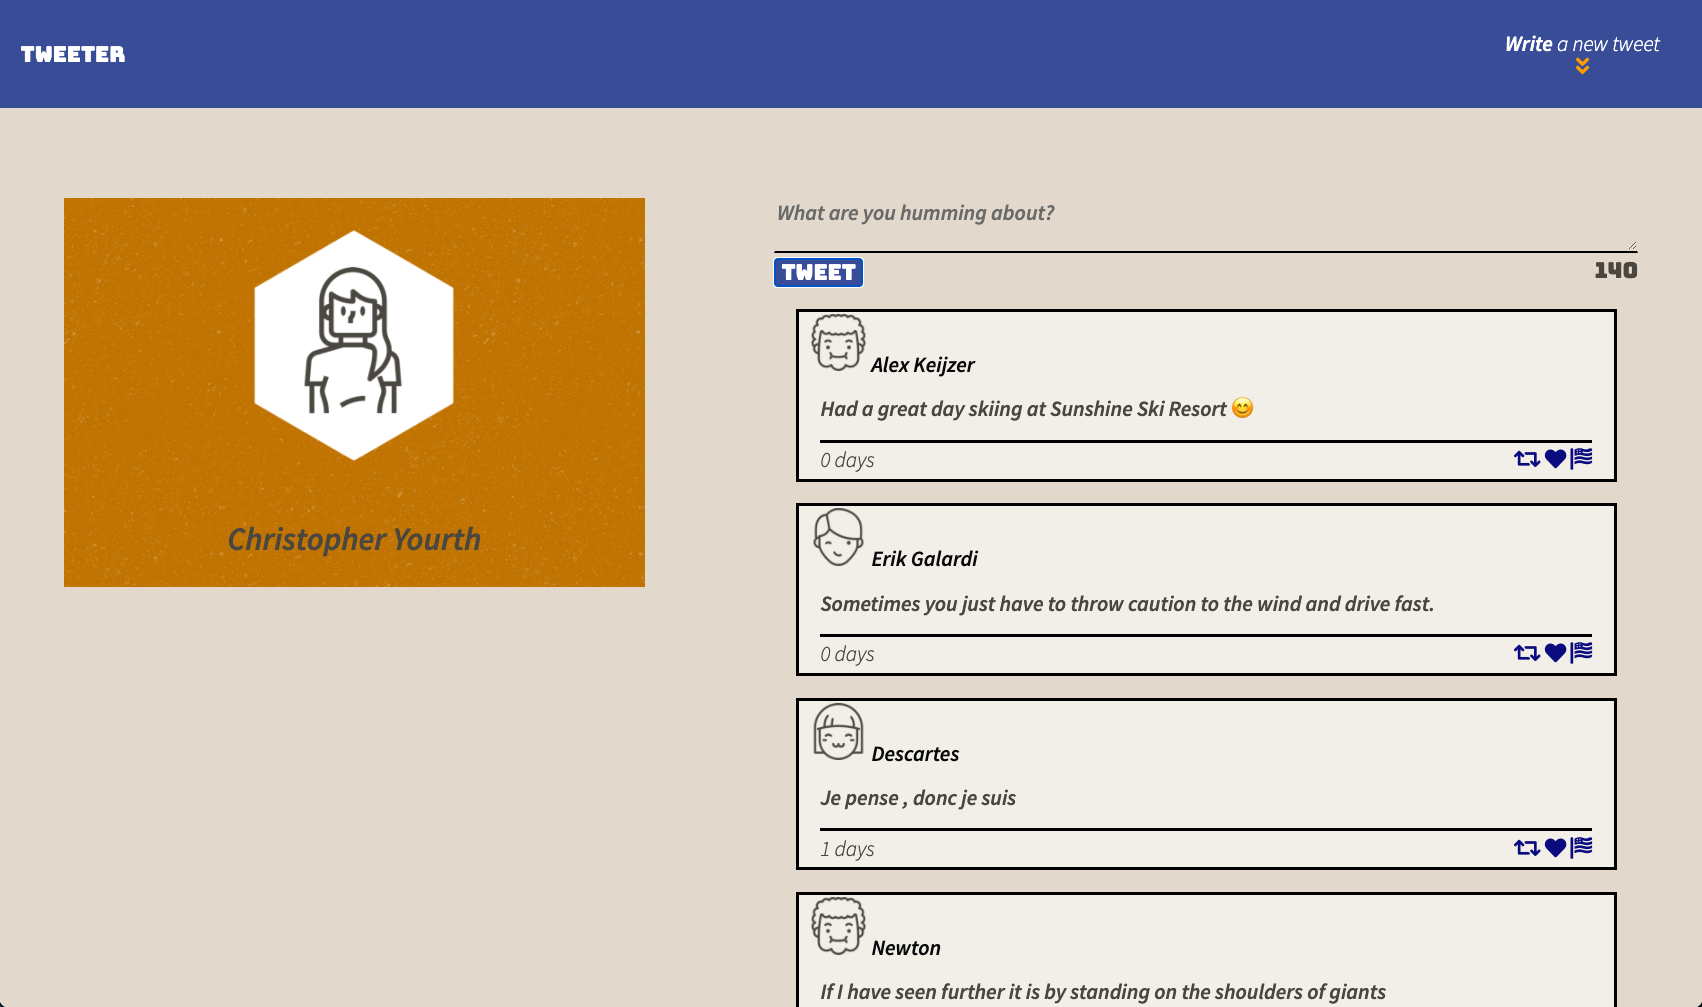 TWEETER
Write a new tweet
Christopher Yourth
What are you humming about?
TWEET
140
Alex Keijzer
Had a great day skiing at Sunshine Ski Resort 😊
0 days
Erik Galardi
Sometimes you just have to throw caution to the wind and drive fast.
0 days
Descartes
Je pense , donc je suis
1 days
Newton
If I have seen further it is by standing on the shoulders of giants